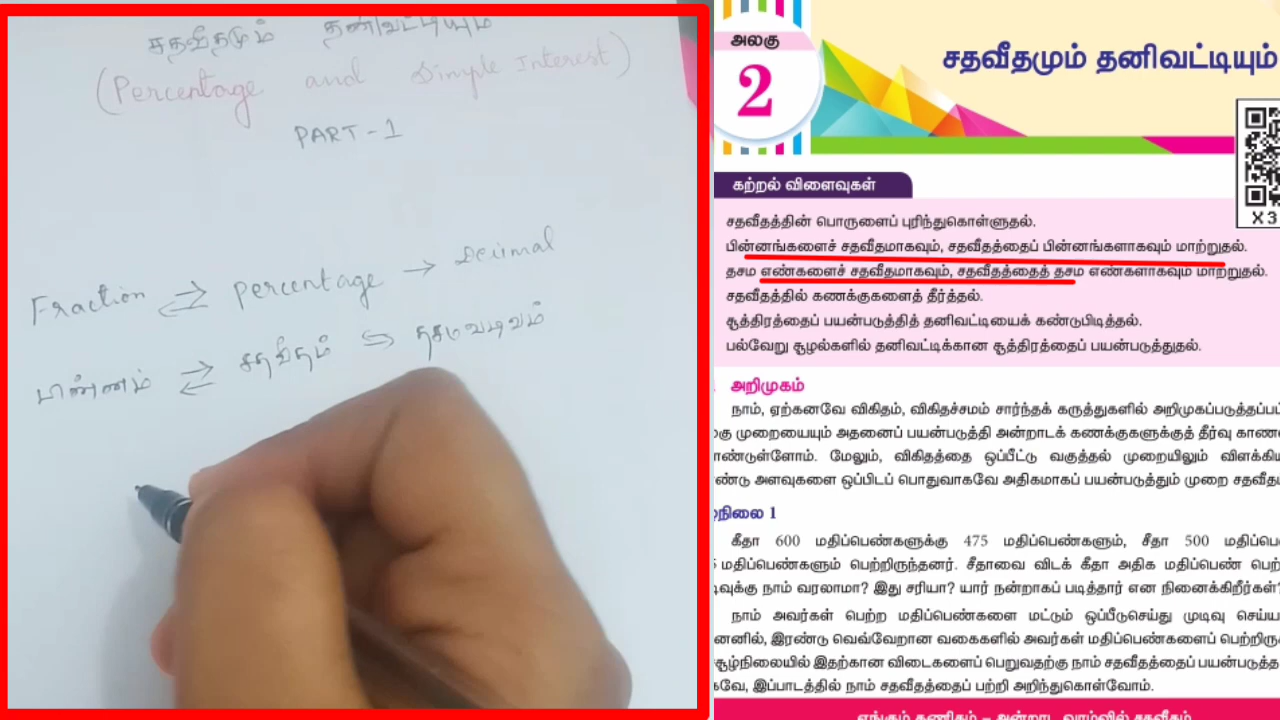 சதவீதமும் தனிவட்டியும்
(Percentage and Simple Interest)
PART-1
Fraction ⇌ percentage → Decimal
பின்னம் ⇌ சதவீதம் ⇆ தசமவடிவம்
அலகு
2
சதவீதமும் தனிவட்டியும்
X3
கற்றல் விளைவுகள்
சதவீதத்தின் பொருளைப் புரிந்துகொள்ளுதல்.
பின்னங்களைச் சதவீதமாகவும், சதவீதத்தைப் பின்னங்களாகவும் மாற்றுதல்.
தசம எண்களைச் சதவீதமாகவும், சதவீதத்தைத் தசம எண்களாகவும் மாற்றுதல்.
சதவீதத்தில் கணக்குகளைத் தீர்த்தல்.
சூத்திரத்தைப் பயன்படுத்தித் தனிவட்டியைக் கண்டுபிடித்தல்.
பல்வேறு சூழல்களில் தனிவட்டிக்கான சூத்திரத்தைப் பயன்படுத்துதல்.
அறிமுகம்
நாம், ஏற்கனவே விகிதம், விகிதச்சமம் சார்ந்தக் கருத்துகளில்
முறையையும் அதனைப் பயன்படுத்தி அன்றாடக் கணக்குகளுக்குத் தீர்வு
மேலும், விகிதத்தை ஒப்பீட்டு வகுத்தல் முறையிலும்
அளவுகளை ஒப்பிடப் பொதுவாகவே அதிகமாகப் பயன்படுத்தும் முறை
1
கீதா 600 மதிப்பெண்களுக்கு 475 மதிப்பெண்களும், சீதா 500
மதிப்பெண்களும் பெற்றிருந்தனர். சீதாவை விடக் கீதா அதிக மதிப்பெண்
நாம் வரலாமா? இது சரியா? யார் நன்றாகப் படித்தார் என நினைக்கிறீர்கள்?
நாம் அவர்கள் பெற்ற மதிப்பெண்களை மட்டும் ஒப்பீடுசெய்து முடிவு
இரண்டு வெவ்வேறான வகைகளில் அவர்கள் மதிப்பெண்களைப்
இதற்கான விடைகளைப் பெறுவதற்கு நாம் சதவீதத்தைப்
இப்பாடத்தில் நாம் சதவீதத்தைப் பற்றி அறிந்துகொள்வோம்.
எங்கும் கணிதம் – அன்றாட வாழ்வில் சதவீதம்